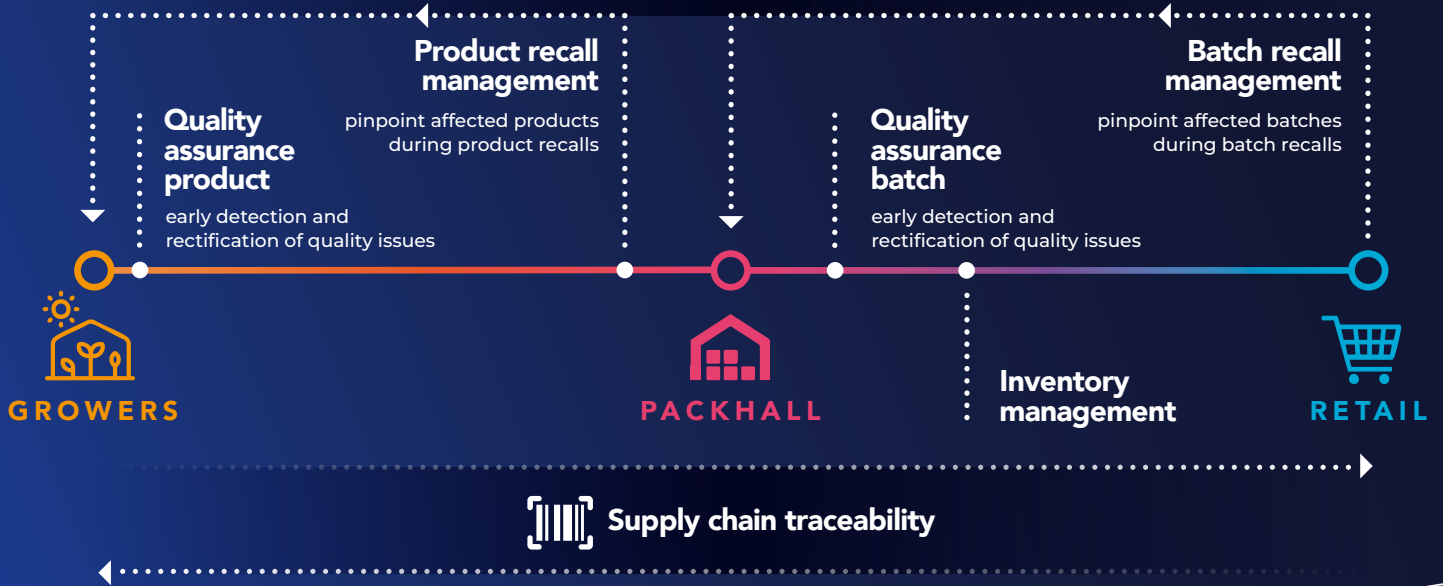 Product recall
management
pinpoint affected products
during product recalls
Quality
assurance
product
early detection and
rectification of quality issues
Batch recall
management
pinpoint affected batches
during batch recalls
Quality
assurance
batch
early detection and
rectification of quality issues
GROWERS
PACKHALL
Inventory
management
RETAIL
Supply chain traceability